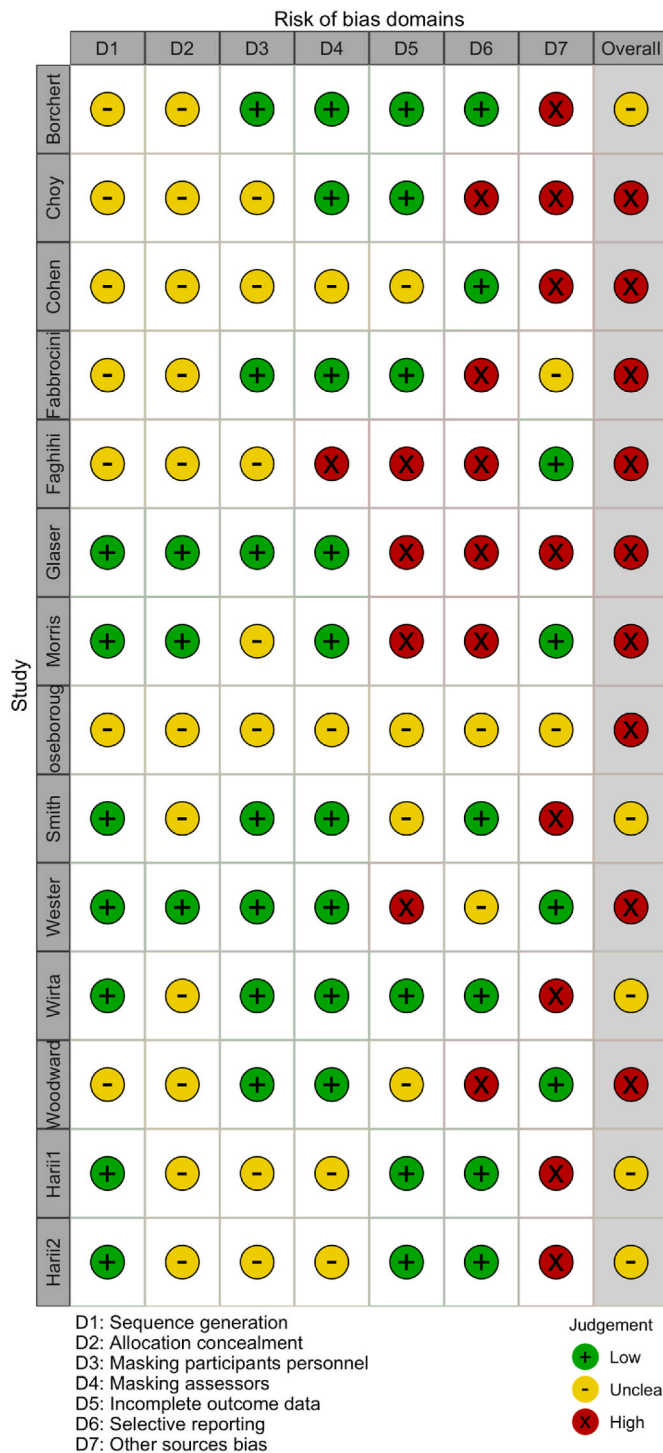 Risk of bias domains
D1 D2 D3 D4 D5 D6 D7 Overall
Study
Borchert - - + + + + X -
Choy - - - + + X X X
Cohen - - - - - + X X
Fabbrocini - - + + + X - X
Faghihi - - - X X X + X
Glaser + + + + X X X X
Morris + + - + X X + X
oseboroug - - - - - - - X
Smith + - + + - + X -
Wester + + + + X - + X
Wirta + - + + + + X -
Woodward - - + + - X + X
Harii1 + - - - + + X -
Harii2 + - - - + + X -
D1: Sequence generation
D2: Allocation concealment
D3: Masking participants personnel
D4: Masking assessors
D5: Incomplete outcome data
D6: Selective reporting
D7: Other sources bias
Judgement
+ Low
- Unclea
X High